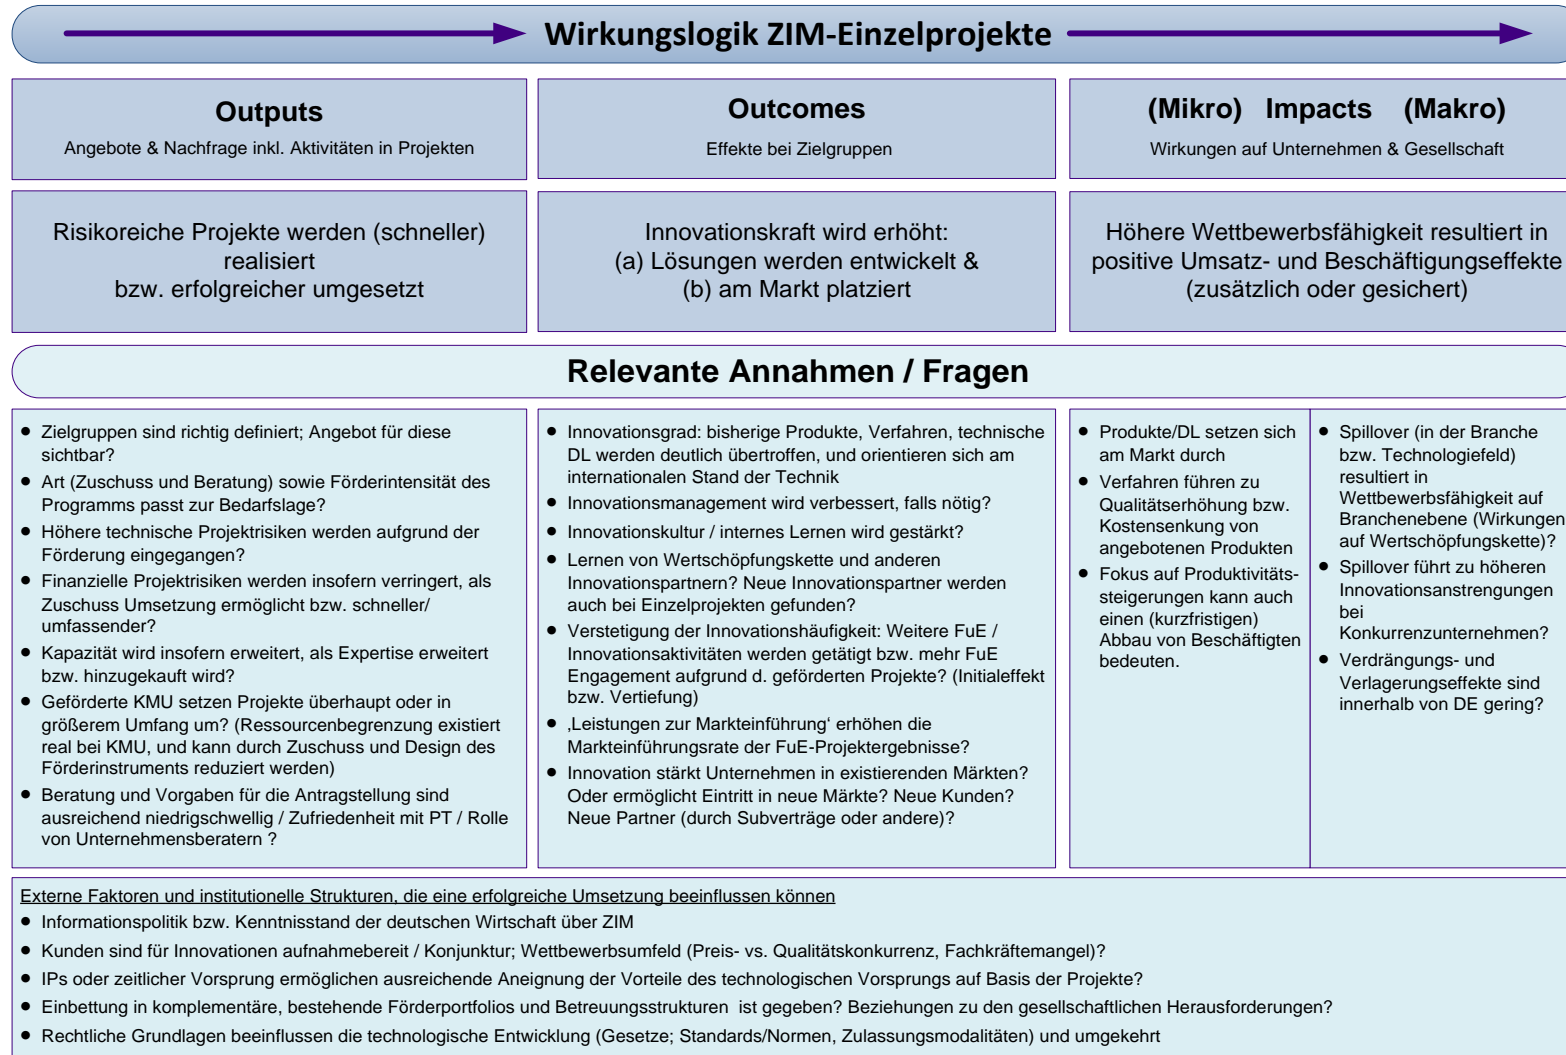 Wirkungslogik ZIM-Einzelprojekte
Outputs
Angebote & Nachfrage inkl. Aktivitäten in Projekten
Outcomes
Effekte bei Zielgruppen
(Mikro) Impacts (Makro)
Wirkungen auf Unternehmen & Gesellschaft
Risikoreiche Projekte werden (schneller)
realisiert
bzw. erfolgreicher umgesetzt
Innovationskraft wird erhöht:
(a) Lösungen werden entwickelt &
(b) am Markt platziert
Höhere Wettbewerbsfähigkeit resultiert in
positive Umsatz- und Beschäftigungseffekte
(zusätzlich oder gesichert)
Relevante Annahmen / Fragen
• Zielgruppen sind richtig definiert; Angebot für diese
sichtbar?
• Art (Zuschuss und Beratung) sowie Förderintensität des
Programms passt zur Bedarfslage?
• Höhere technische Projektrisiken werden aufgrund der
Förderung eingegangen?
• Finanzielle Projektrisiken werden insofern verringert, als
Zuschuss Umsetzung ermöglicht bzw. schneller/
umfassender?
• Kapazität wird insofern erweitert, als Expertise erweitert
bzw. hinzugekauft wird?
• Geförderte KMU setzen Projekte überhaupt oder in
größerem Umfang um? (Ressourcenbegrenzung existiert
real bei KMU, und kann durch Zuschuss und Design des
Förderinstruments reduziert werden)
• Beratung und Vorgaben für die Antragstellung sind
ausreichend niedrigschwellig / Zufriedenheit mit PT / Rolle
von Unternehmensberatern ?
• Innovationsgrad: bisherige Produkte, Verfahren, technische
DL werden deutlich übertroffen, und orientieren sich am
internationalen Stand der Technik
• Innovationsmanagement wird verbessert, falls nötig?
• Innovationskultur / internes Lernen wird gestärkt?
• Lernen von Wertschöpfungskette und anderen
Innovationspartnern? Neue Innovationspartner werden
auch bei Einzelprojekten gefunden?
• Verstetigung der Innovationshäufigkeit: Weitere FuE /
Innovationsaktivitäten werden getätigt bzw. mehr FuE
Engagement aufgrund d. geförderten Projekte? (Initialeffekt
bzw. Vertiefung)
• ‚Leistungen zur Markteinführung‘ erhöhen die
Markteinführungsrate der FuE-Projektergebnisse?
• Innovation stärkt Unternehmen in existierenden Märkten?
Oder ermöglicht Eintritt in neue Märkte? Neue Kunden?
Neue Partner (durch Subverträge oder andere)?
• Produkte/DL setzen sich
am Markt durch
• Verfahren führen zu
Qualitätserhöhung bzw.
Kostensenkung von
angebotenen Produkten
• Fokus auf Produktivitäts-
steigerungen kann auch
einen (kurzfristigen)
Abbau von Beschäftigten
bedeuten.
• Spillover (in der Branche
bzw. Technologiefeld)
resultiert in
Wettbewerbsfähigkeit auf
Branchenebene (Wirkungen
auf Wertschöpfungskette)?
• Spillover führt zu höheren
Innovationsanstrengungen
bei
Konkurrenzunternehmen?
• Verdrängungs- und
Verlagerungseffekte sind
innerhalb von DE gering?
Externe Faktoren und institutionelle Strukturen, die eine erfolgreiche Umsetzung beeinflussen können
• Informationspolitik bzw. Kenntnisstand der deutschen Wirtschaft über ZIM
• Kunden sind für Innovationen aufnahmebereit / Konjunktur; Wettbewerbsumfeld (Preis- vs. Qualitätskonkurrenz, Fachkräftemangel)?
• IPs oder zeitlicher Vorsprung ermöglichen ausreichende Aneignung der Vorteile des technologischen Vorsprungs auf Basis der Projekte?
• Einbettung in komplementäre, bestehende Förderportfolios und Betreuungsstrukturen ist gegeben? Beziehungen zu den gesellschaftlichen Herausforderungen?
• Rechtliche Grundlagen beeinflussen die technologische Entwicklung (Gesetze; Standards/Normen, Zulassungsmodalitäten) und umgekehrt